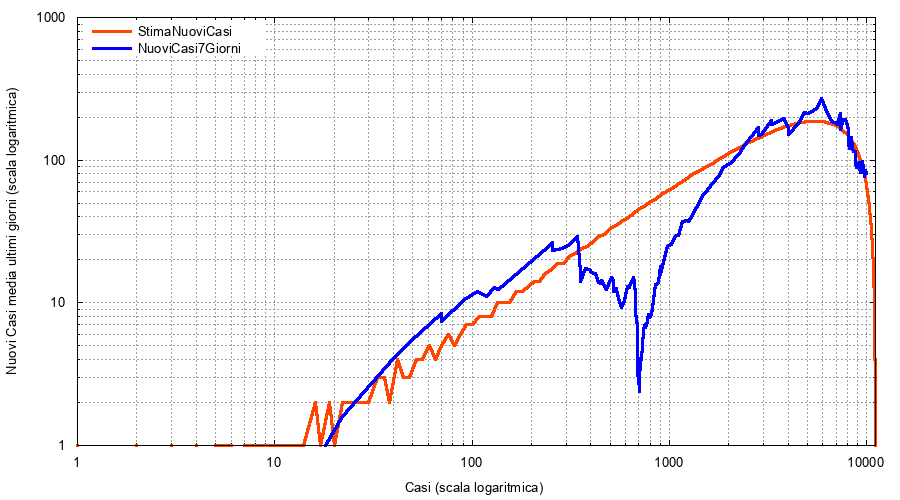 1000
StimaNuoviCasi
NuoviCasi7Giorni
100
10
1
Nuovi Casi media ultimi giorni (scala logaritmica)
1 10 100 1000 10000
Casi (scala logaritmica)